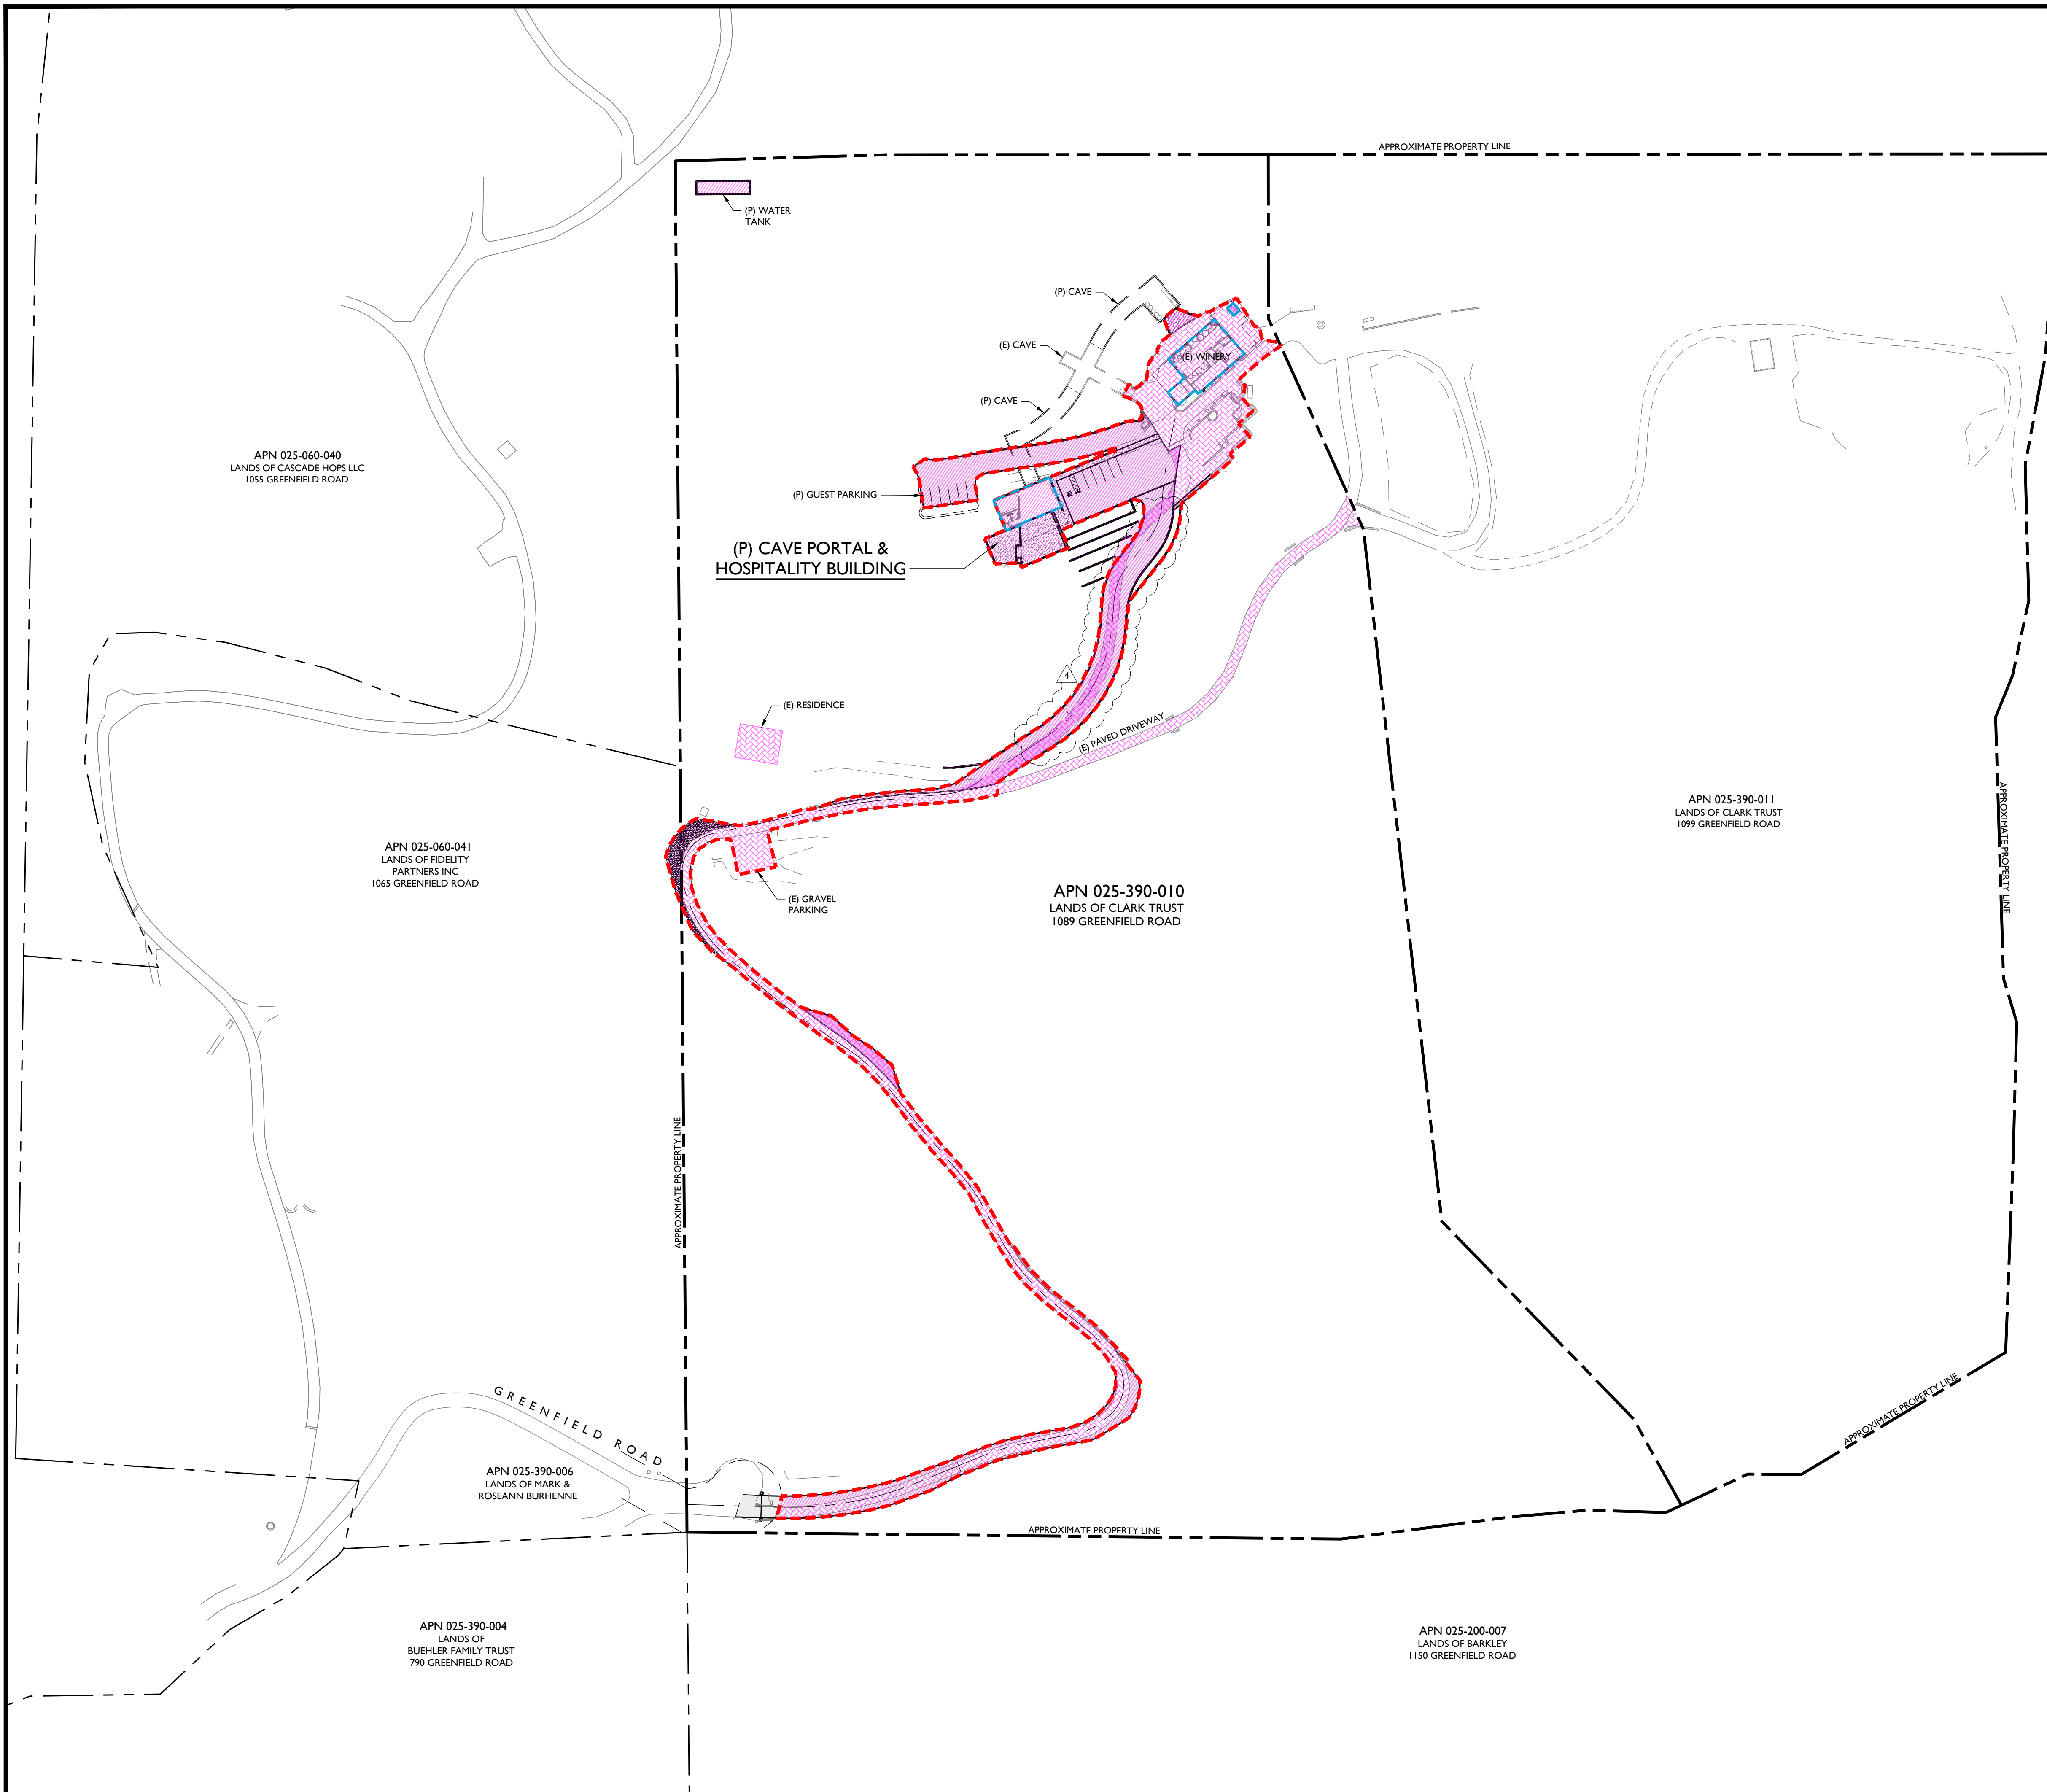 APPROXIMATE PROPERTY LINE
(P) WATER
TANK
(P) CAVE
(E) CAVE
(E) WINERY
(P) CAVE
APN 025-060-040
LANDS OF CASCADE HOPS LLC
1055 GREENFIELD ROAD
(P) GUEST PARKING
(P) CAVE PORTAL &
HOSPITALITY BUILDING
4
(E) RESIDENCE
(E) PAVED DRIVEWAY
APN 025-390-011
LANDS OF CLARK TRUST
1099 GREENFIELD ROAD
APPROXIMATE PROPERTY LINE
APN 025-060-041
LANDS OF FIDELITY
PARTNERS INC
1065 GREENFIELD ROAD
(E) GRAVEL
PARKING
APN 025-390-010
LANDS OF CLARK TRUST
1089 GREENFIELD ROAD
APPROXIMATE PROPERTY LINE
GREENFIELD ROAD
APPROXIMATE PROPERTY LINE
APN 025-390-006
LANDS OF MARK &
ROSEANN BURHENNE
APPROXIMATE PROPERTY LINE
APN 025-390-004
LANDS OF
BUEHLER FAMILY TRUST
790 GREENFIELD ROAD
APN 025-200-007
LANDS OF BARKLEY
1150 GREENFIELD ROAD